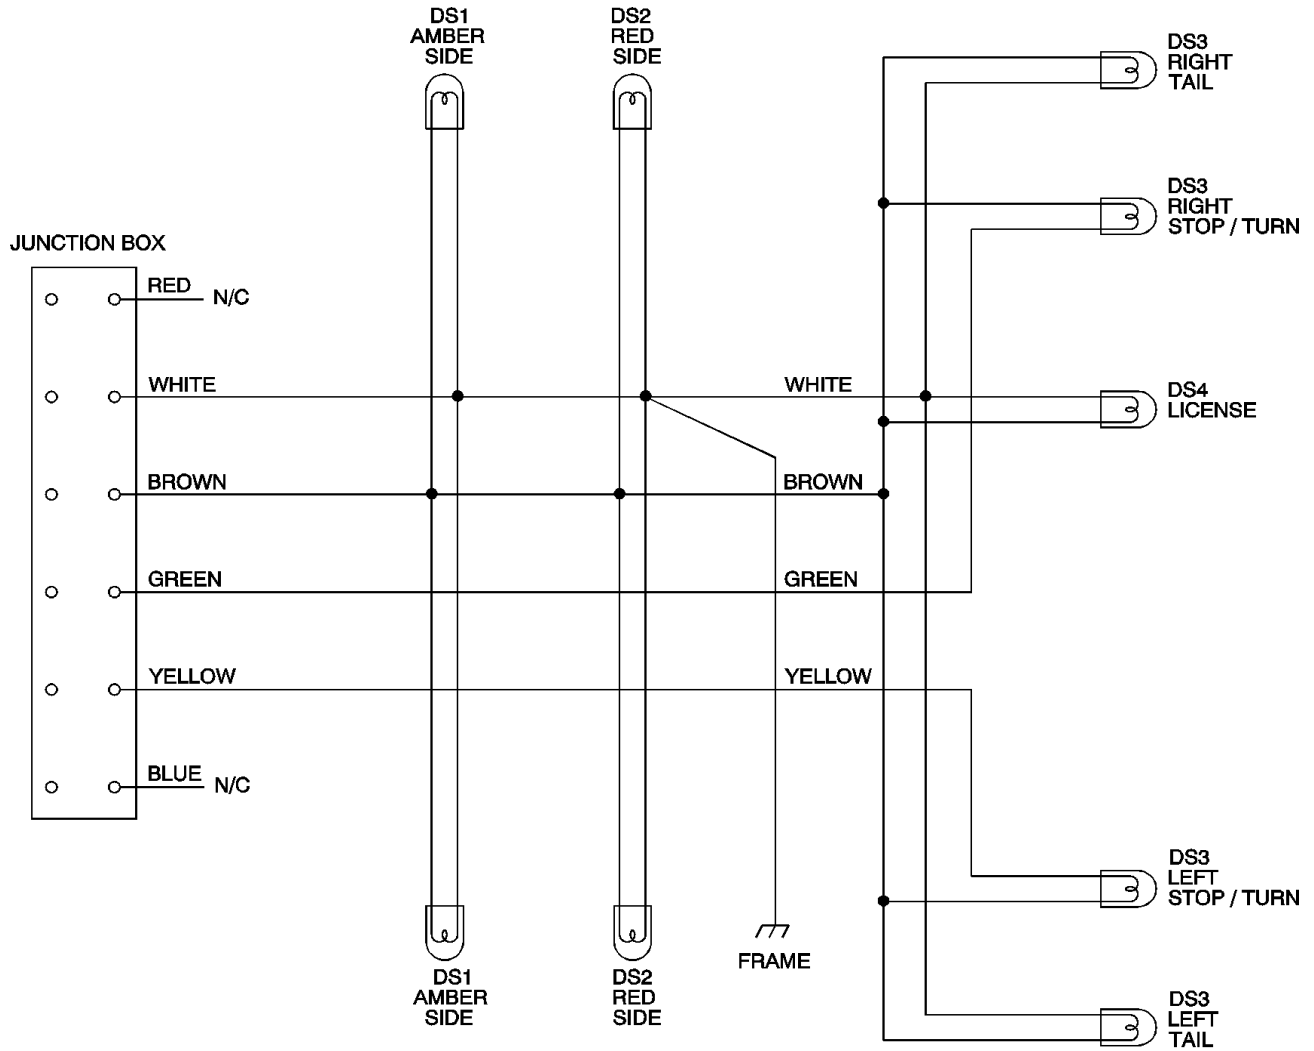 DS1
AMBER
SIDE
DS2
RED
SIDE
DS3
RIGHT
TAIL
DS3
RIGHT
STOP / TURN
JUNCTION BOX
RED
N/C
WHITE
WHITE
DS4
LICENSE
BROWN
BROWN
GREEN
GREEN
YELLOW
YELLOW
BLUE
N/C
DS3
LEFT
STOP / TURN
FRAME
DS1
AMBER
SIDE
DS2
RED
SIDE
DS3
LEFT
TAIL